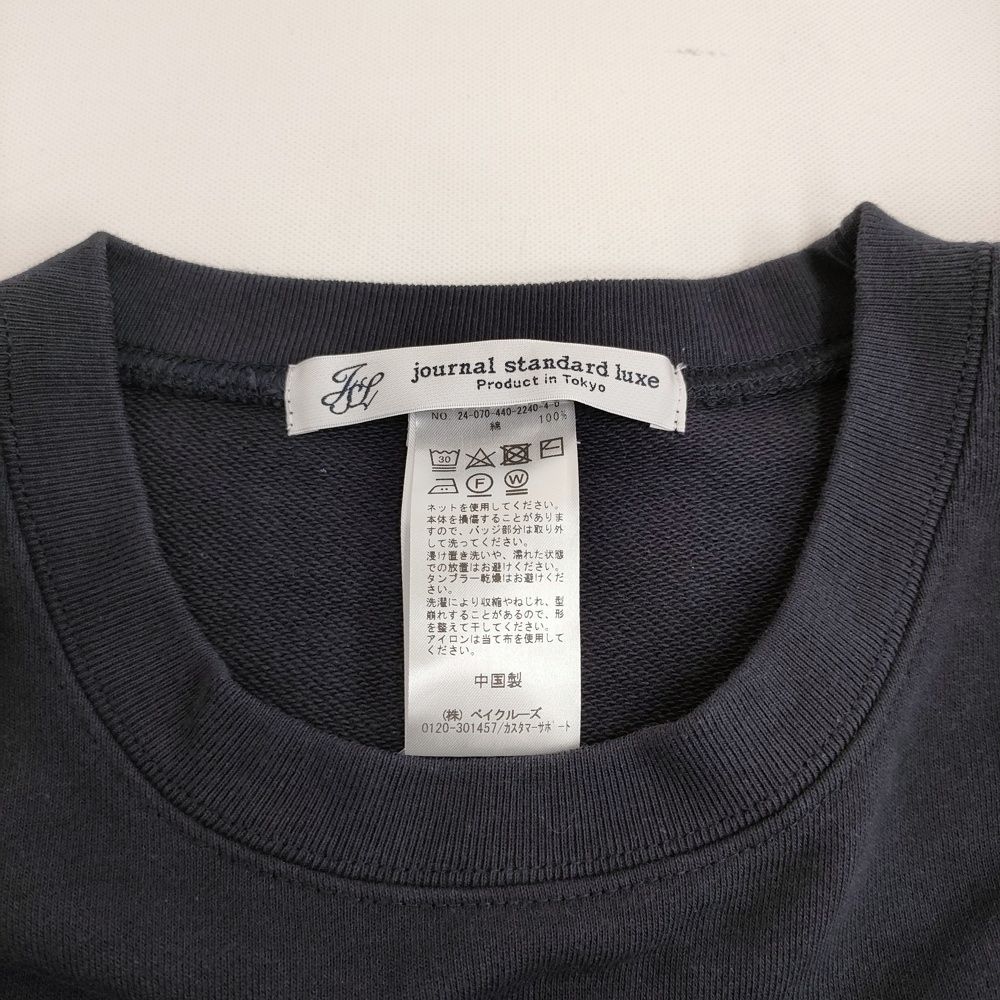 JSL
journal standard luxe
Product in Tokyo
NO 24-070-440-2240-4-0
綿 100%
30
F W
ネットを使用してください。
本体を損傷することがありま
すので、バッジ部分は取り外
して洗ってください。
浸け置き洗いや、濡れた状態
での放置はお避けください。
タンブラー乾燥はお避けくだ
さい。
洗濯により収縮やねじれ、型
崩れすることがあるので、形
を整えて干してください。
アイロンは当て布を使用して
ください。
中国製
(株) ベイクルーズ
0120-301457/カスタマーサポート